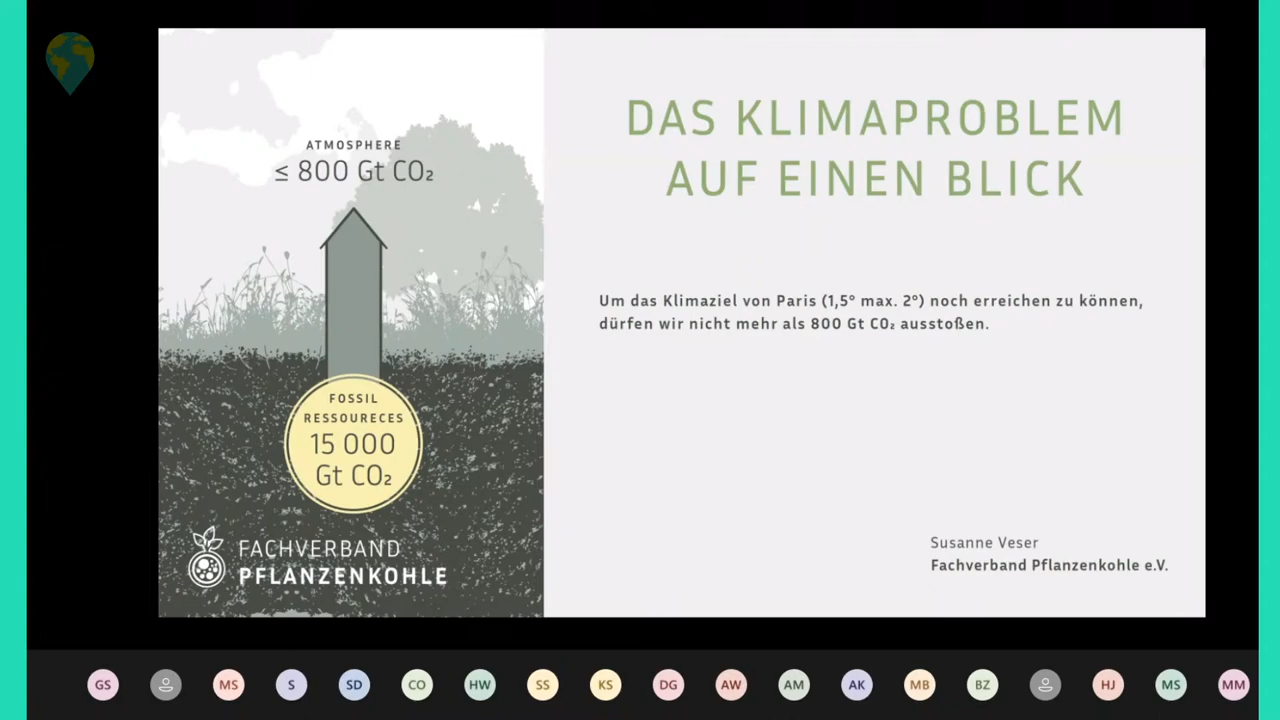 ATMOSPHERE
≤ 800 Gt CO₂
FOSSIL
RESSOURECES
15 000
Gt CO₂
FACHVERBAND
PFLANZENKOHLE
DAS KLIMAPROBLEM
AUF EINEN BLICK
Um das Klimaziel von Paris (1,5° max. 2°) noch erreichen zu können,
dürfen wir nicht mehr als 800 Gt CO₂ ausstoßen.
Susanne Veser
Fachverband Pflanzenkohle e.V.
GS MS S SD CO HW SS KS DG AW AM AK MB BZ HJ MS MM